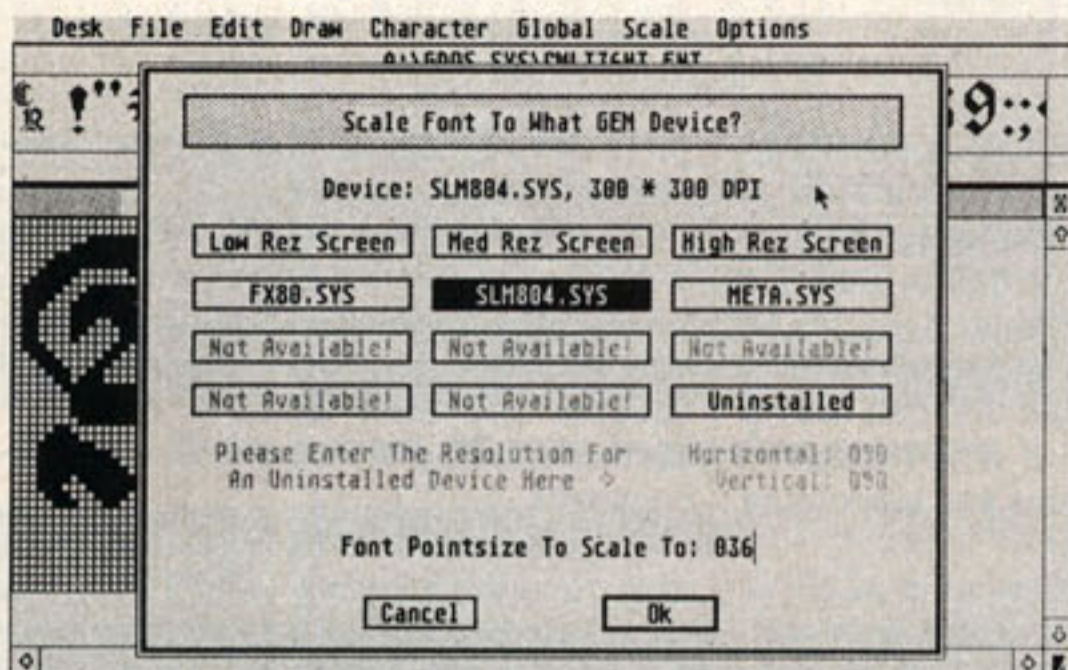 Desk File Edit Draw Character Global Scale Options
!"
69:;
Scale Font To What GEM Device?
Device: SLM804.SYS, 300 * 300 DPI
Low Rez Screen Med Rez Screen High Rez Screen
FX80.SYS SLM804.SYS META.SYS
Not Available! Not Available! Not Available!
Not Available! Not Available! Uninstalled
Please Enter The Resolution For Horizontal: 090
An Uninstalled Device Here Vertical: 090
Font Pointsize To Scale To: 036
Cancel Ok